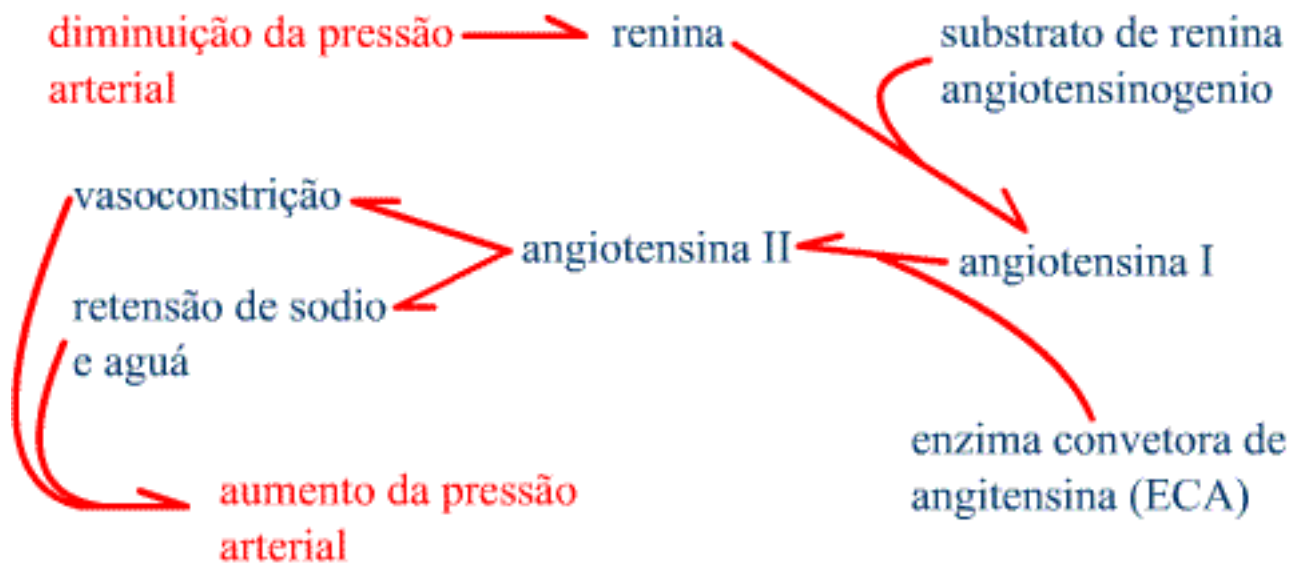 diminuição da pressão
arterial
renina
substrato de renina
angiotensinogenio
vasoconstrição
angiotensina II
angiotensina I
retensão de sodio
e aguá
enzima convetora de
angitensina (ECA)
aumento da pressão
arterial